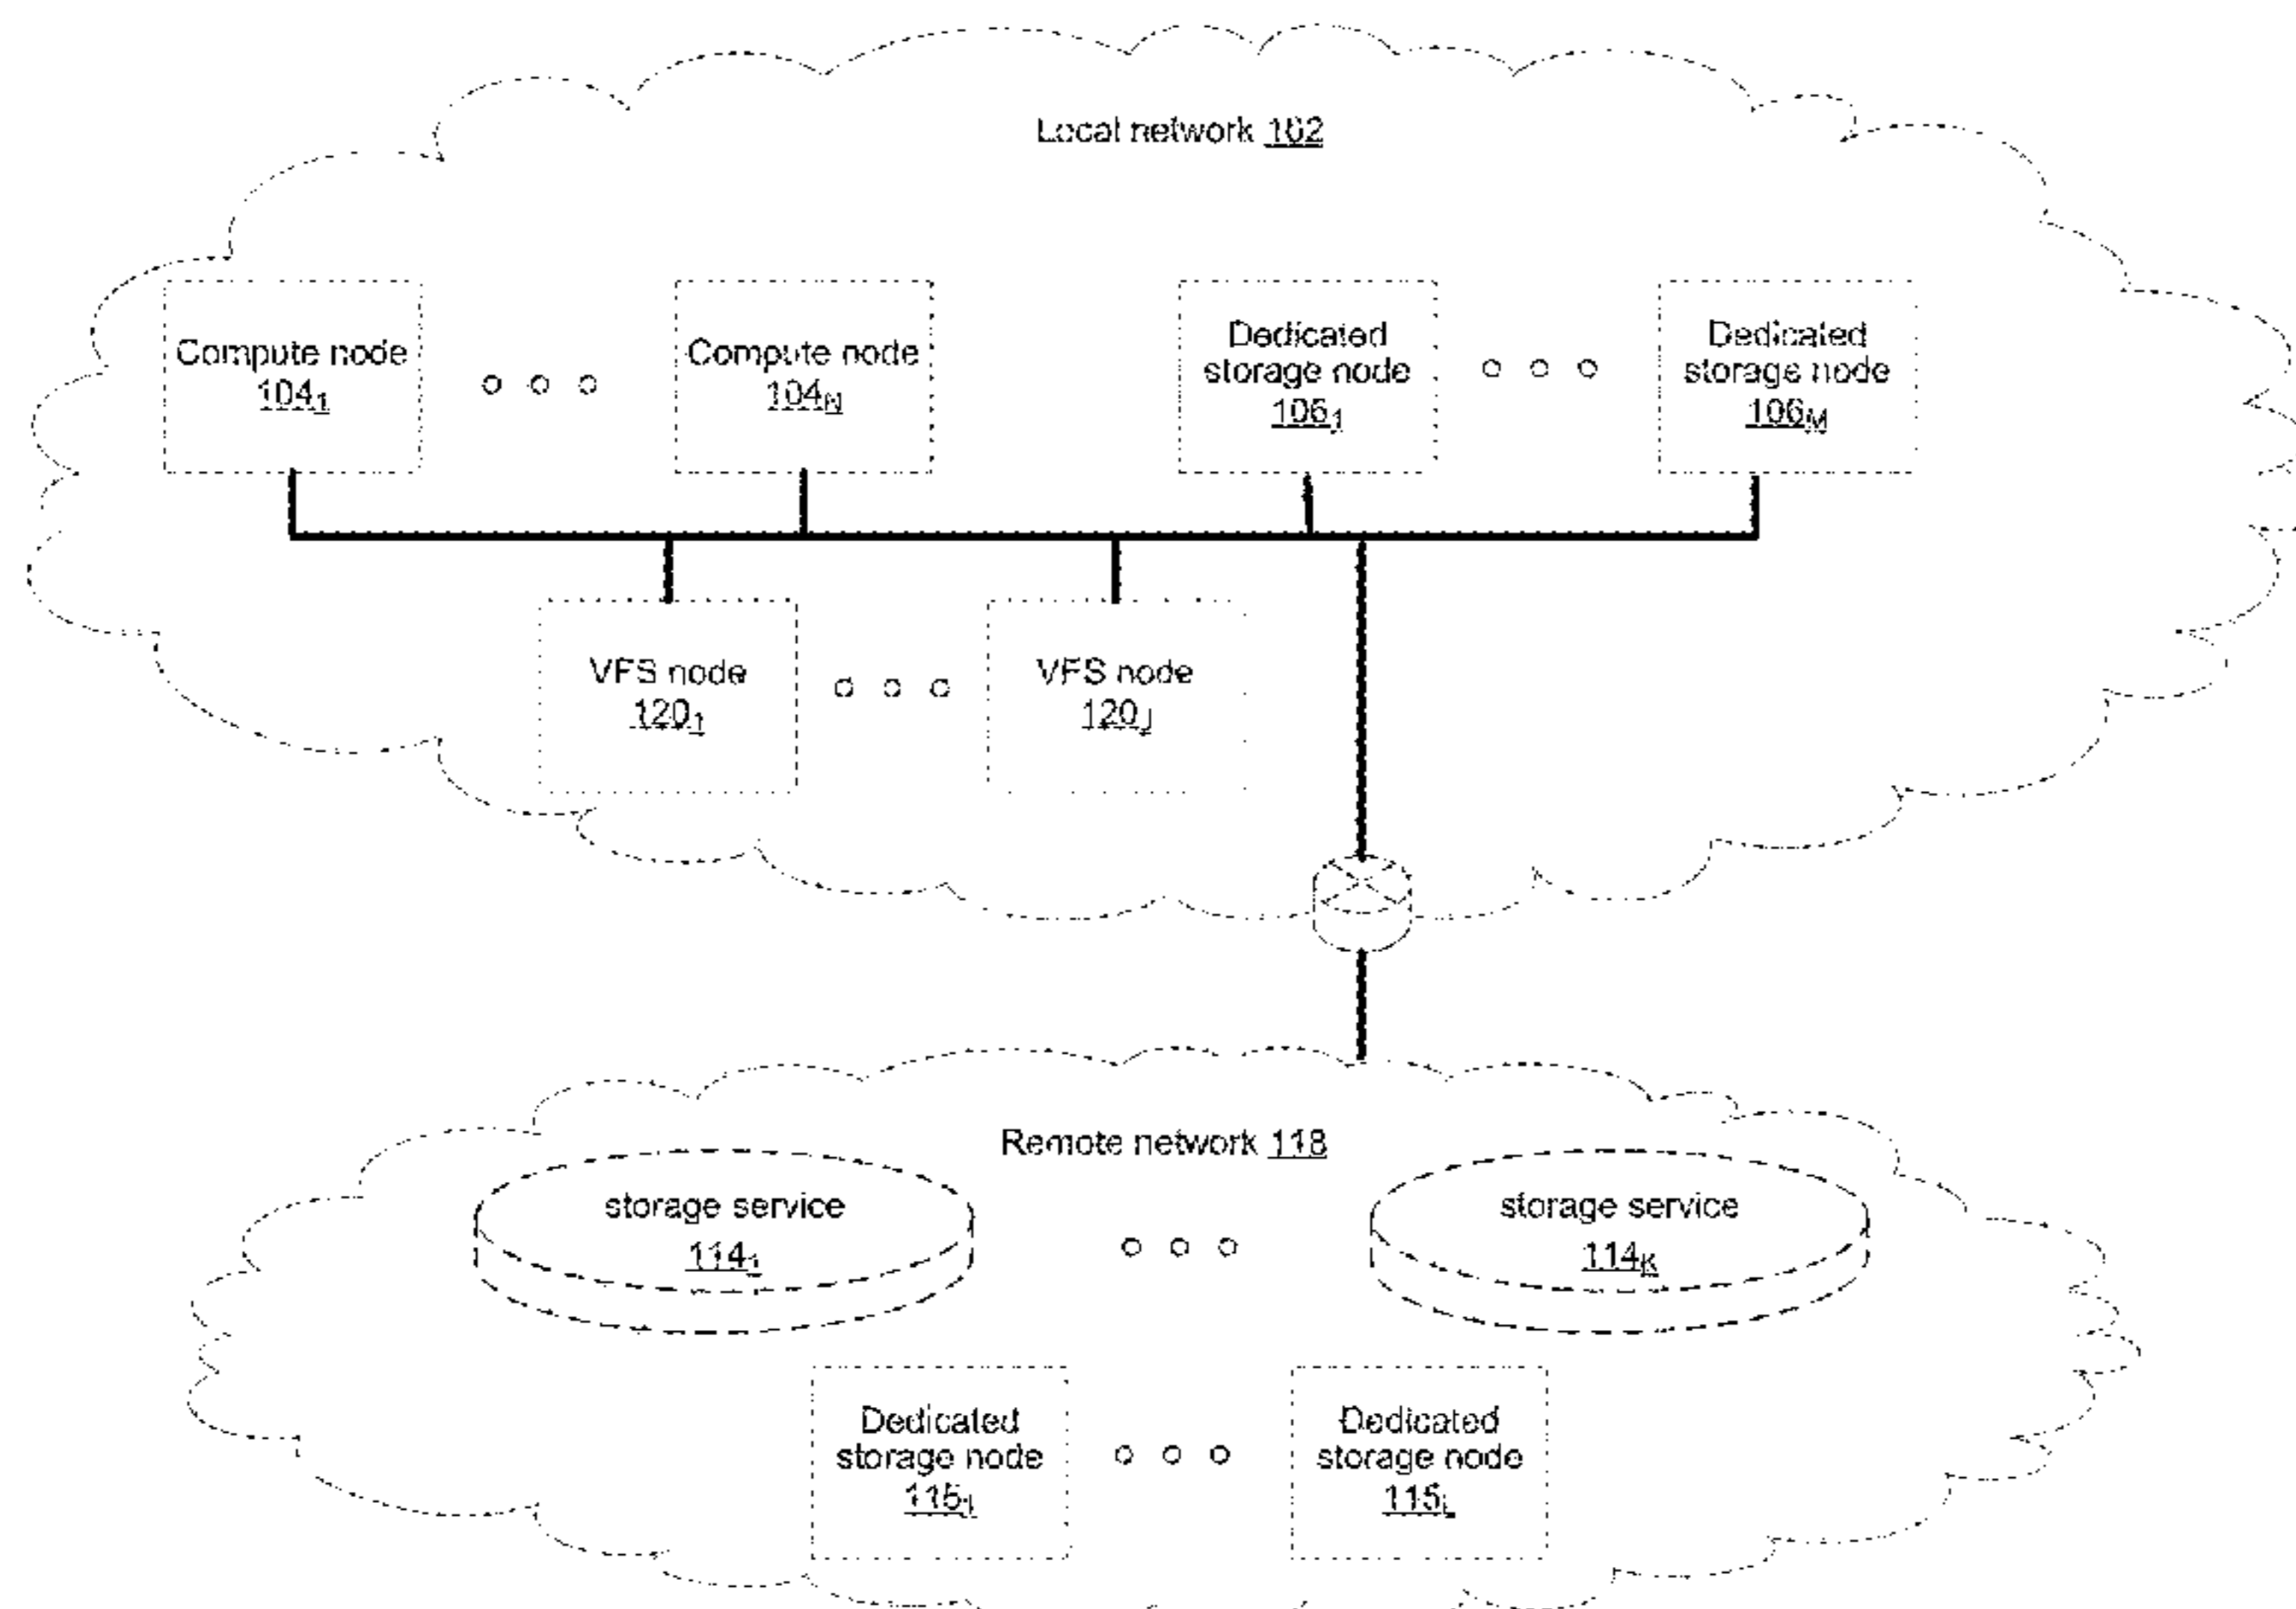 Local network 102
Compute node
104₁
Compute node
104N
Dedicated
storage node
106₁
Dedicated
storage node
106M
VFS node
120₁
VFS node
120J
Remote network 118
storage service
114₁
storage service
114K
Dedicated
storage node
115₁
Dedicated
storage node
115L